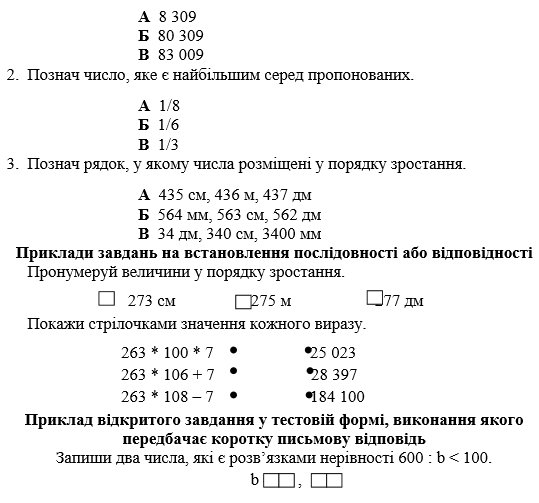 А 8 309
Б 80 309
В 83 009
2. Познач число, яке є найбільшим серед пропонованих.
А 1/8
Б 1/6
В 1/3
3. Познач рядок, у якому числа розміщені у порядку зростання.
А 435 см, 436 м, 437 дм
Б 564 мм, 563 см, 562 дм
В 34 дм, 340 см, 3400 мм
Приклади завдань на встановлення послідовності або відповідності
Пронумеруй величини у порядку зростання.
☐ 273 см ☐275 м ☐77 дм
Покажи стрілочками значення кожного виразу.
263 * 100 * 7 • •25 023
263 * 106 + 7 • •28 397
263 * 108 – 7 • •184 100
Приклад відкритого завдання у тестовій формі, виконання якого
передбачає коротку письмову відповідь
Запиши два числа, які є розв’язками нерівності 600 : b < 100.
b ☐☐ , ☐☐